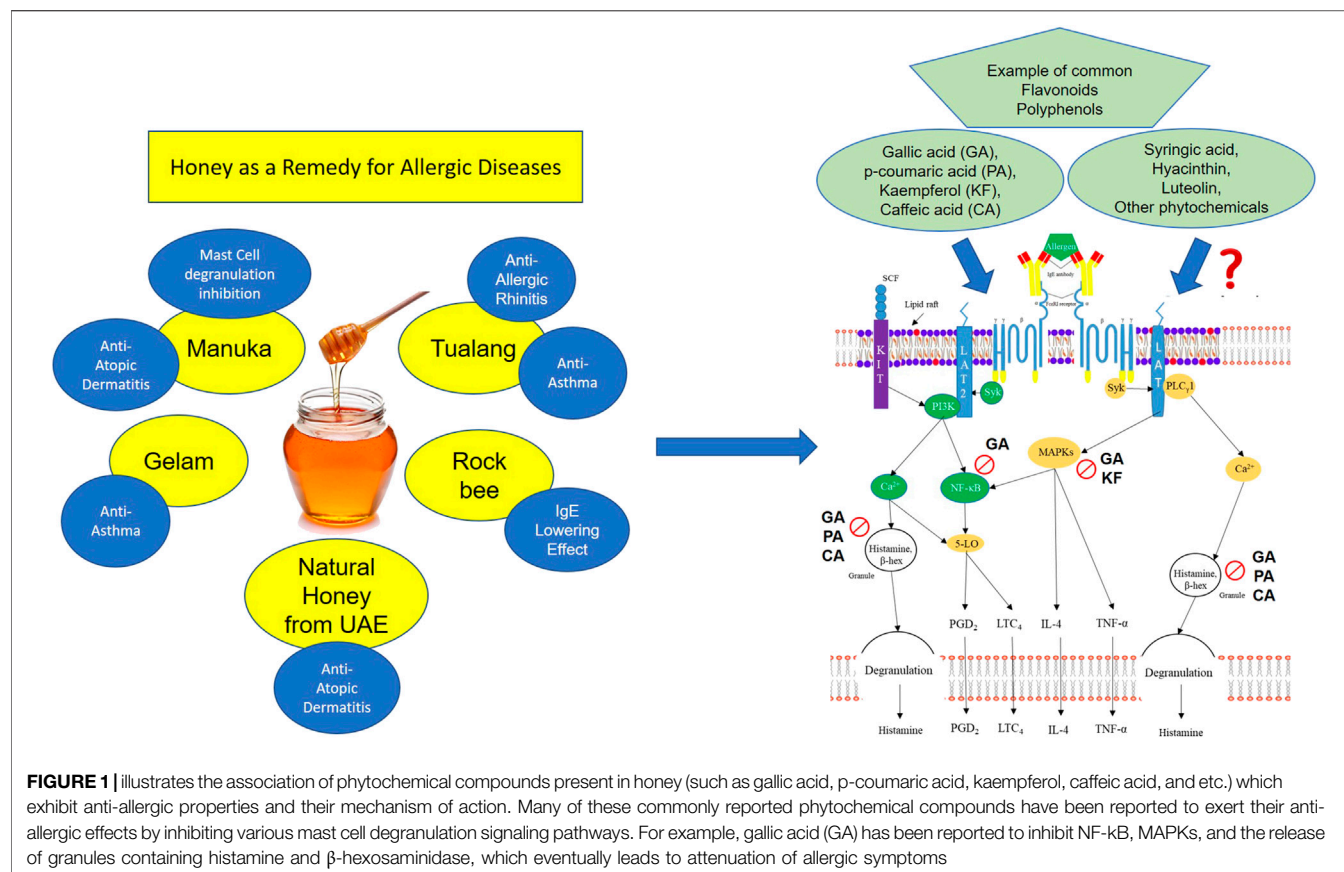 Honey as a Remedy for Allergic Diseases
Mast Cell
degranulation
inhibition
Manuka
Anti-
Atopic
Dermatitis
Anti-
Allergic
Rhinitis
Tualang
Anti-
Asthma
Gelam
Anti-
Asthma
Rock
bee
IgE
Lowering
Effect
Natural
Honey
from UAE
Anti-
Atopic
Dermatitis
Example of common
Flavonoids
Polyphenols
Gallic acid (GA),
p-coumaric acid (PA),
Kaempferol (KF),
Caffeic acid (CA)
Syringic acid,
Hyacinthin,
Luteolin,
Other phytochemicals
?
Allergen
IgE antibody
α
FcεRI receptor
α
SCF
Lipid raft
γ γ
β
β
γ γ
KIT
LAT2
Syk
PI3K
Syk
LAT
PLCγ1
GA
MAPKs
GA
KF
Ca²⁺
NF-κB
Ca²⁺
GA
PA
CA
Histamine,
β-hex
Granule
5-LO
Histamine,
β-hex
Granule
GA
PA
CA
PGD₂
LTC₄
IL-4
TNF-α
Degranulation
Degranulation
Histamine
PGD₂
LTC₄
IL-4
TNF-α
Histamine
FIGURE 1 | illustrates the association of phytochemical compounds present in honey (such as gallic acid, p-coumaric acid, kaempferol, caffeic acid, and etc.) which
exhibit anti-allergic properties and their mechanism of action. Many of these commonly reported phytochemical compounds have been reported to exert their anti-
allergic effects by inhibiting various mast cell degranulation signaling pathways. For example, gallic acid (GA) has been reported to inhibit NF-kB, MAPKs, and the release
of granules containing histamine and β-hexosaminidase, which eventually leads to attenuation of allergic symptoms